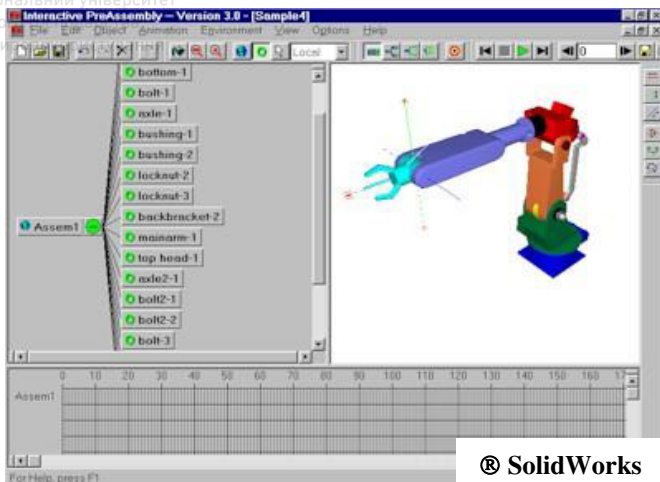 ональний університет
Interactive PreAssembly – Version 3.0 - [Sample4]
File Edit Object Animation Environment View Options Help
Local
0
bottom-1
bolt-1
axle-1
bushing-1
bushing-2
locknut-2
locknut-3
backbracket-2
Assem1
mainarm-1
top head-1
axle2-1
bolt2-1
bolt2-2
bolt-3
0 10 20 30 40 50 60 70 80 90 100 110 120 130 140 150 160
Assem1
For Help, press F1
® SolidWorks